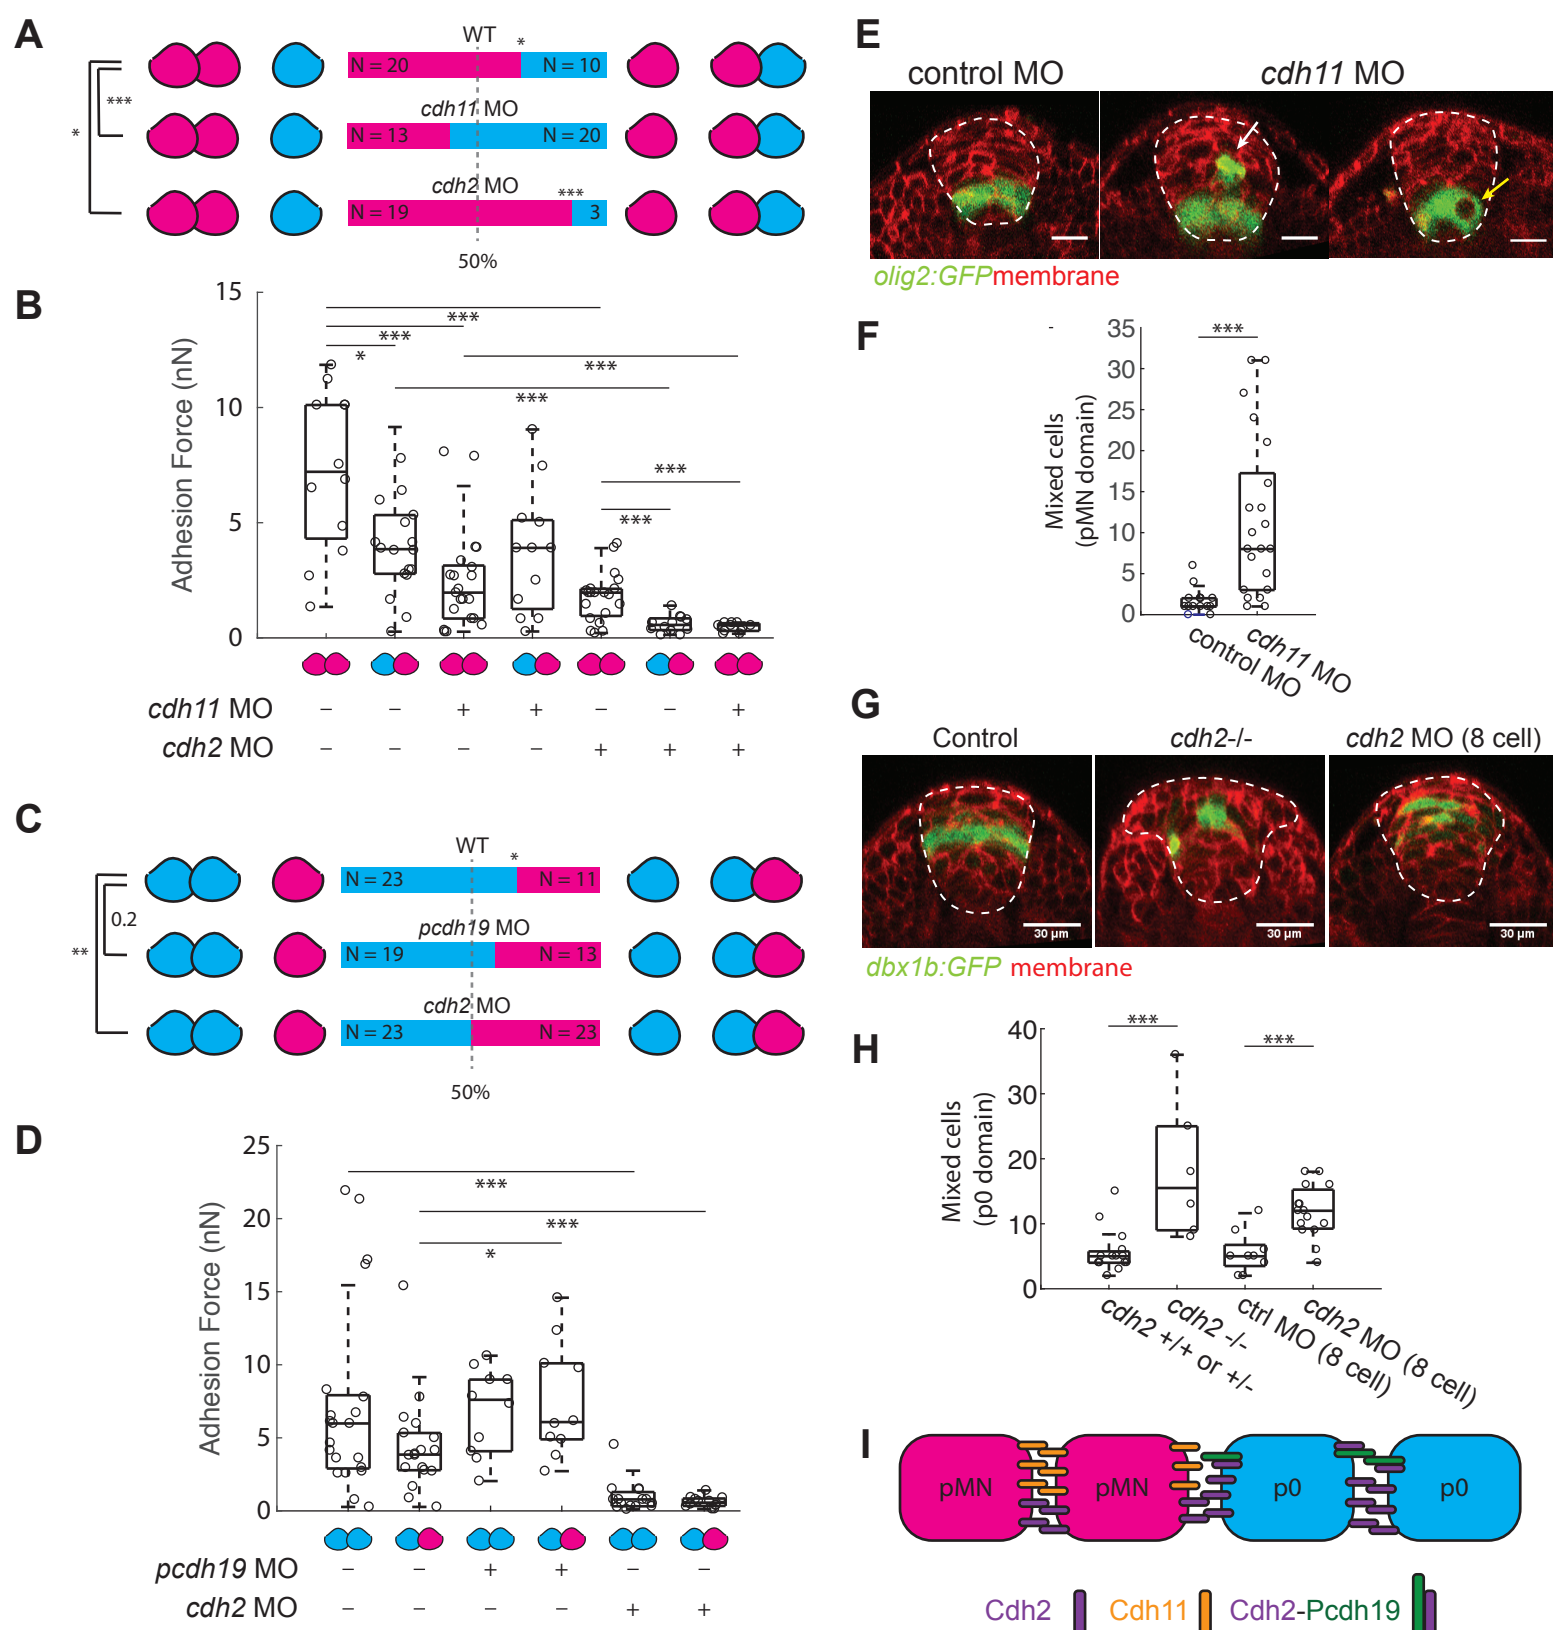 A
WT
*
N = 20
N = 10
***
*
cdh11 MO
N = 13
N = 20
cdh2 MO
***
N = 19
3
50%
B
15
10
5
0
Adhesion Force (nN)
***
***
*
***
***
***
***
cdh11 MO
– – + + – – +
cdh2 MO
– – – – + + +
C
WT
*
N = 23
N = 11
0.2
**
pcdh19 MO
N = 19
N = 13
cdh2 MO
N = 23
N = 23
50%
D
25
20
15
10
5
0
Adhesion Force (nN)
***
***
*
pcdh19 MO
– – + + – –
cdh2 MO
– – – – + +
E
control MO
cdh11 MO
olig2:GFPmembrane
F
-
35
30
25
20
15
10
5
0
Mixed cells
(pMN domain)
***
control MO
cdh11 MO
G
Control
cdh2-/-
cdh2 MO (8 cell)
30 µm
30 µm
30 µm
dbx1b:GFP membrane
H
40
30
20
10
0
Mixed cells
(p0 domain)
***
***
cdh2 +/+ or +/-
cdh2 -/-
ctrl MO (8 cell)
cdh2 MO (8 cell)
I
pMN
pMN
p0
p0
Cdh2
Cdh11
Cdh2-Pcdh19